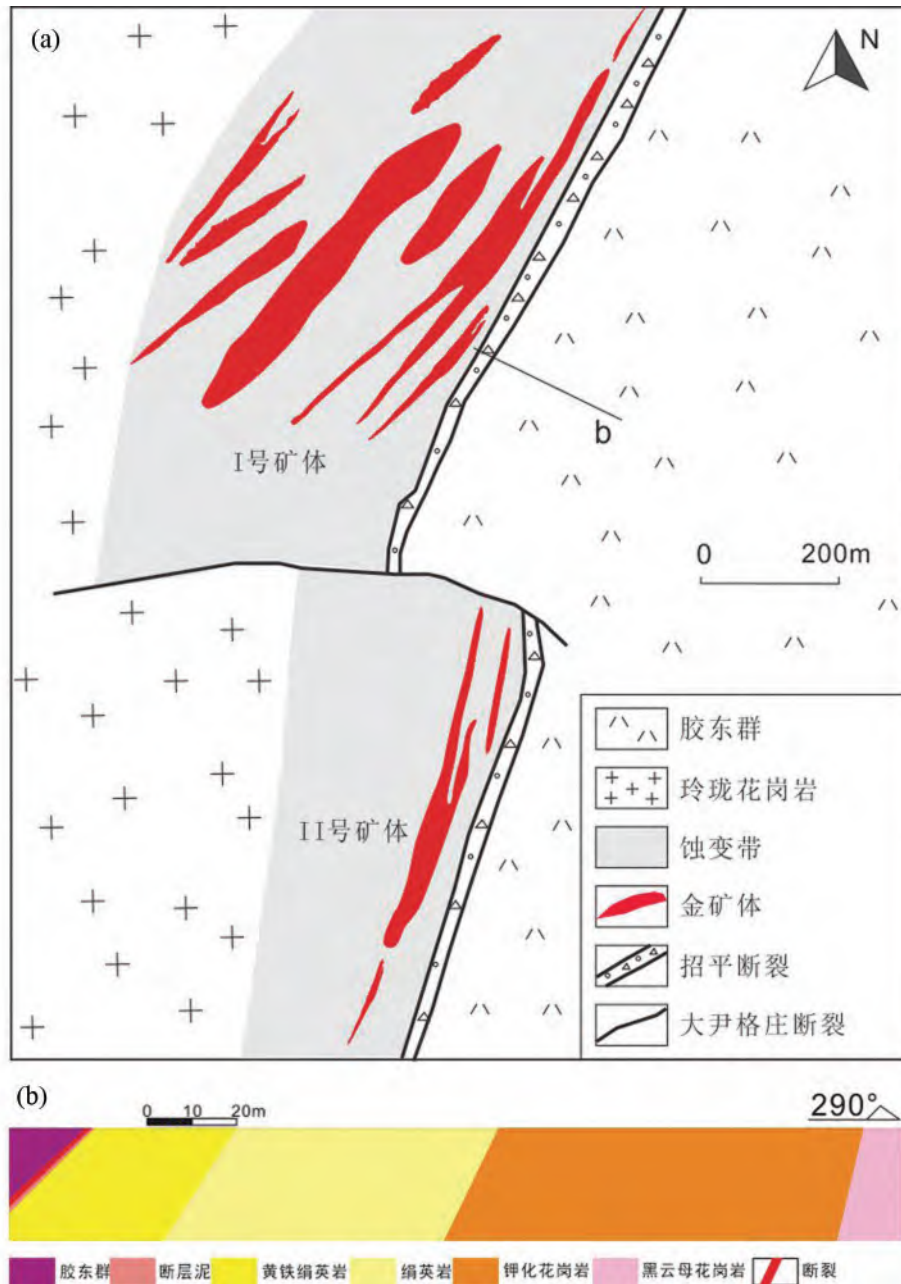 (a)
N
I号矿体
b
0 200m
II号矿体
胶东群
玲珑花岗岩
蚀变带
金矿体
招平断裂
大尹格庄断裂
(b)
0 10 20m
290°
胶东群 断层泥 黄铁绢英岩 绢英岩 钾化花岗岩 黑云母花岗岩 断裂